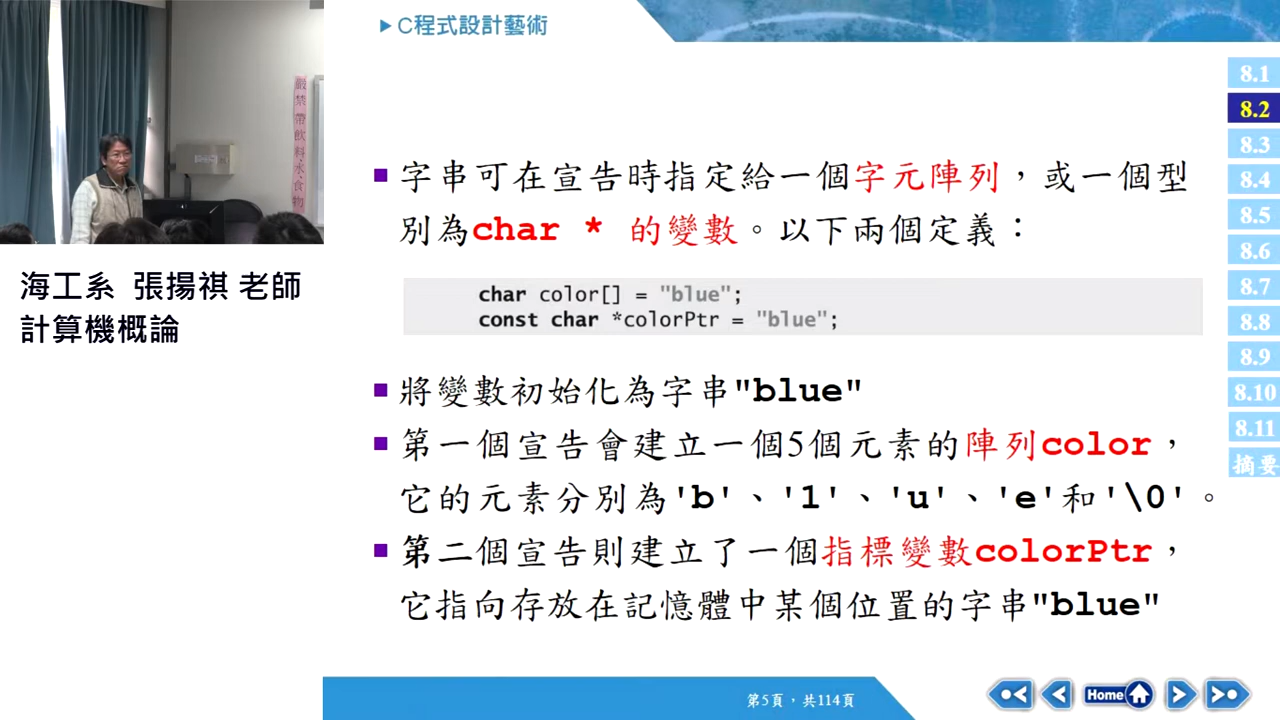 C程式設計藝術
嚴禁帶飲料、水、食物
海工系 張揚祺 老師
計算機概論
字串可在宣告時指定給一個字元陣列，或一個型
別為char * 的變數。以下兩個定義：
char color[] = "blue";
const char *colorPtr = "blue";
將變數初始化為字串"blue"
第一個宣告會建立一個5個元素的陣列color，
它的元素分別為'b'、'l'、'u'、'e'和'\0'。
第二個宣告則建立了一個指標變數colorPtr，
它指向存放在記憶體中某個位置的字串"blue"
8.1
8.2
8.3
8.4
8.5
8.6
8.7
8.8
8.9
8.10
8.11
摘要
第5頁，共114頁
Home